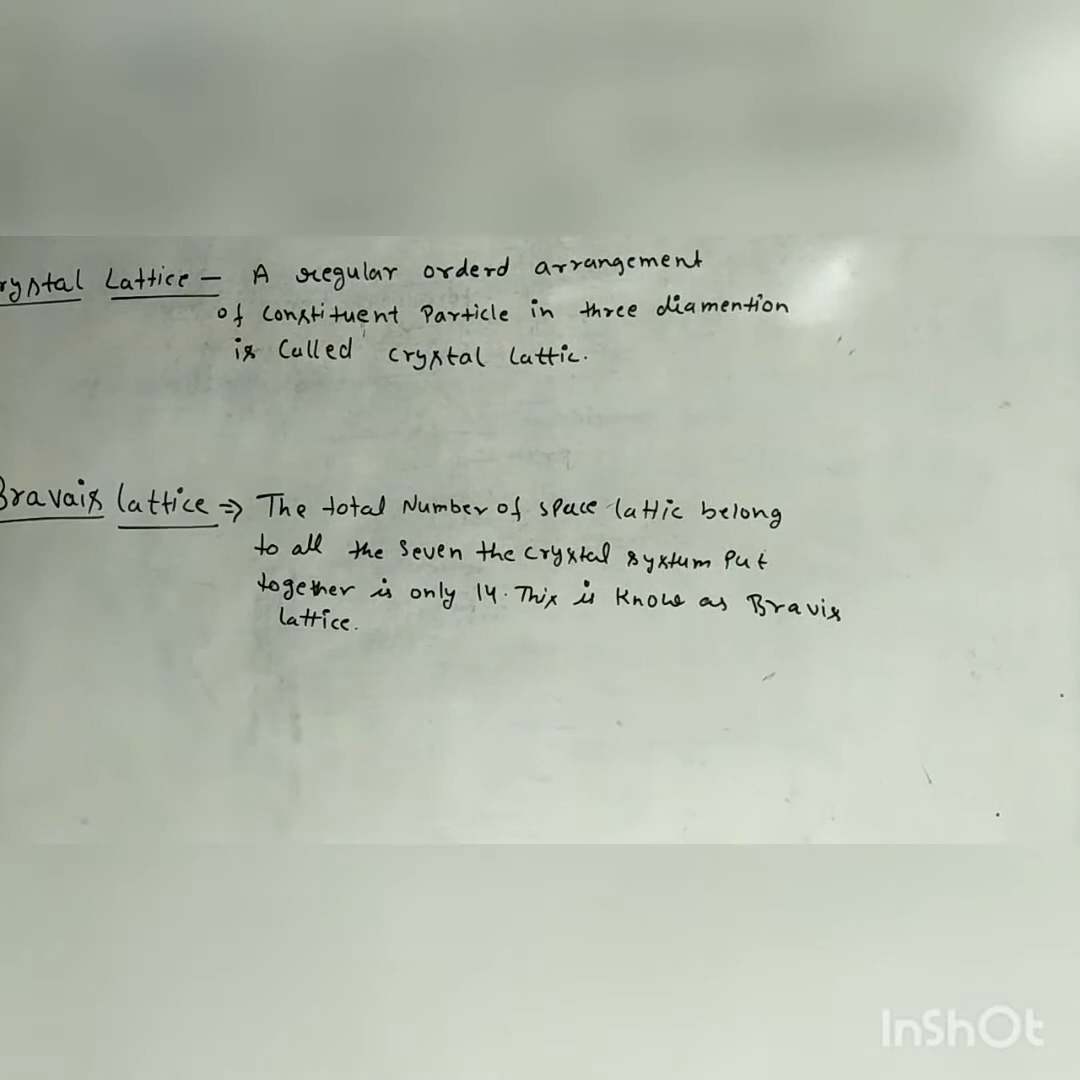 rystal Lattice – A regular orderd arrangement
of constituent Particle in three diamention
is Called crystal Lattic.
Bravais lattice ⇒ The total Number of space lattic belong
to all the seven the crystal systum Put
together is only 14. This is Know as Bravis
lattice.
InShOt